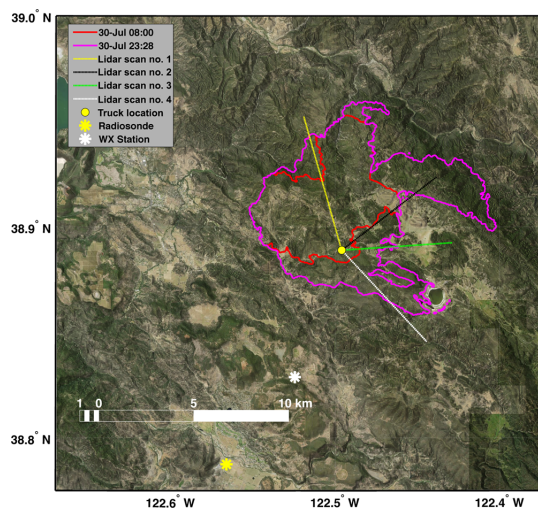 39.0° N
30-Jul 08:00
30-Jul 23:28
Lidar scan no. 1
Lidar scan no. 2
Lidar scan no. 3
Lidar scan no. 4
Truck location
Radiosonde
WX Station
38.9° N
1 0 5 10 km
38.8° N
122.6° W 122.5° W 122.4° W